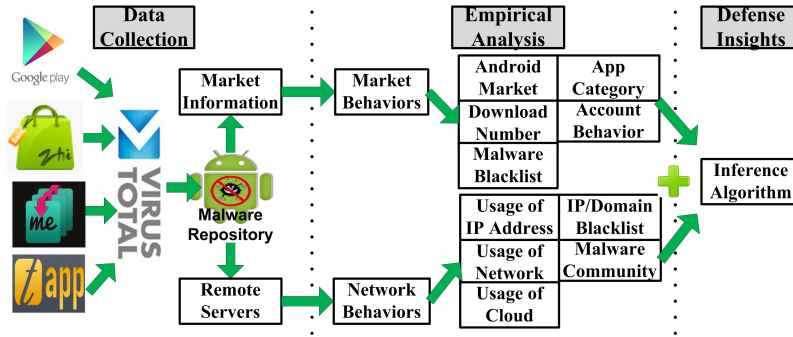 Data
Collection
Empirical
Analysis
Defense
Insights
Google play
zhi
me
t app
VIRUS
TOTAL
Market
Information
Malware
Repository
Remote
Servers
Market
Behaviors
Network
Behaviors
Android
Market
App
Category
Download
Number
Account
Behavior
Malware
Blacklist
Usage of
IP Address
IP/Domain
Blacklist
Usage of
Network
Malware
Community
Usage of
Cloud
Inference
Algorithm